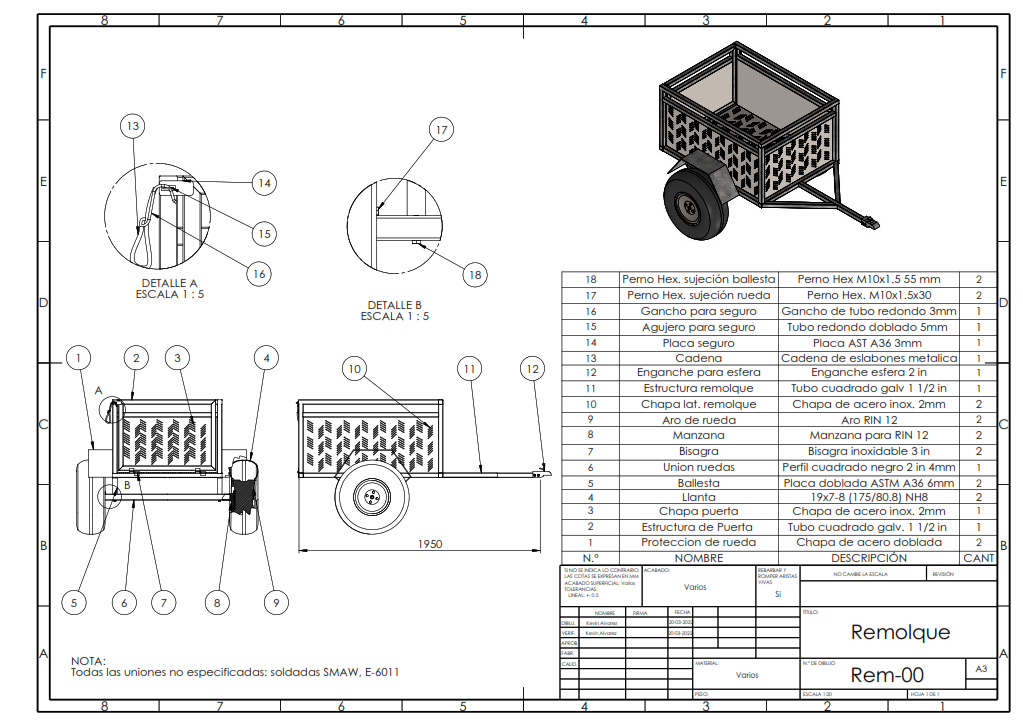 8 7 6 5 4 3 2 1
F F
E E
D D
C C
B B
A A
13
14
15
16
DETALLE A
ESCALA 1 : 5
17
18
DETALLE B
ESCALA 1 : 5
1 2 3 4
A
B
5 6 7 8 9
10 11 12
1950
18 Perno Hex. sujeción ballesta Perno Hex M10x1.5 55 mm 2
17 Perno Hex. sujeción rueda Perno Hex. M10x1.5x30 2
16 Gancho para seguro Gancho de tubo redondo 3mm 1
15 Agujero para seguro Tubo redondo doblado 5mm 1
14 Placa seguro Placa AST A36 3mm 1
13 Cadena Cadena de eslabones metalica 1
12 Enganche para esfera Enganche esfera 2 in 1
11 Estructura remolque Tubo cuadrado galv 1 1/2 in 1
10 Chapa lat. remolque Chapa de acero inox. 2mm 2
9 Aro de rueda Aro RIN 12 2
8 Manzana Manzana para RIN 12 2
7 Bisagra Bisagra inoxidable 3 in 2
6 Union ruedas Perfil cuadrado negro 2 in 4mm 1
5 Ballesta Placa doblada ASTM A36 6mm 2
4 Llanta 19x7-8 (175/80.8) NH8 2
3 Chapa puerta Chapa de acero inox. 2mm 1
2 Estructura de Puerta Tubo cuadrado galv. 1 1/2 in 1
1 Proteccion de rueda Chapa de acero doblada 2
N.º NOMBRE DESCRIPCIÓN CANT
SI NO SE INDICA LO CONTRARIO:
LAS COTAS SE EXPRESAN EN MM
ACABADO SUPERFICIAL: Varios
TOLERANCIAS:
LINEAL: +- 0.5
ACABADO:
Varios
REBARBAR Y
ROMPER ARISTAS
VIVAS
Si
NO CAMBIE LA ESCALA
REVISIÓN
NOMBRE FIRMA FECHA
DIBUJ. Kevin Alvarez 20-03-2022
VERIF. Kevin Alvarez 20-03-2022
APROB.
FABR.
CALID.
TÍTULO:
Remolque
MATERIAL:
Varios
N.º DE DIBUJO
Rem-00
A3
PESO:
ESCALA 1:20
HOJA 1 DE 1
NOTA:
Todas las uniones no especificadas: soldadas SMAW, E-6011
8 7 6 5 4 3 2 1